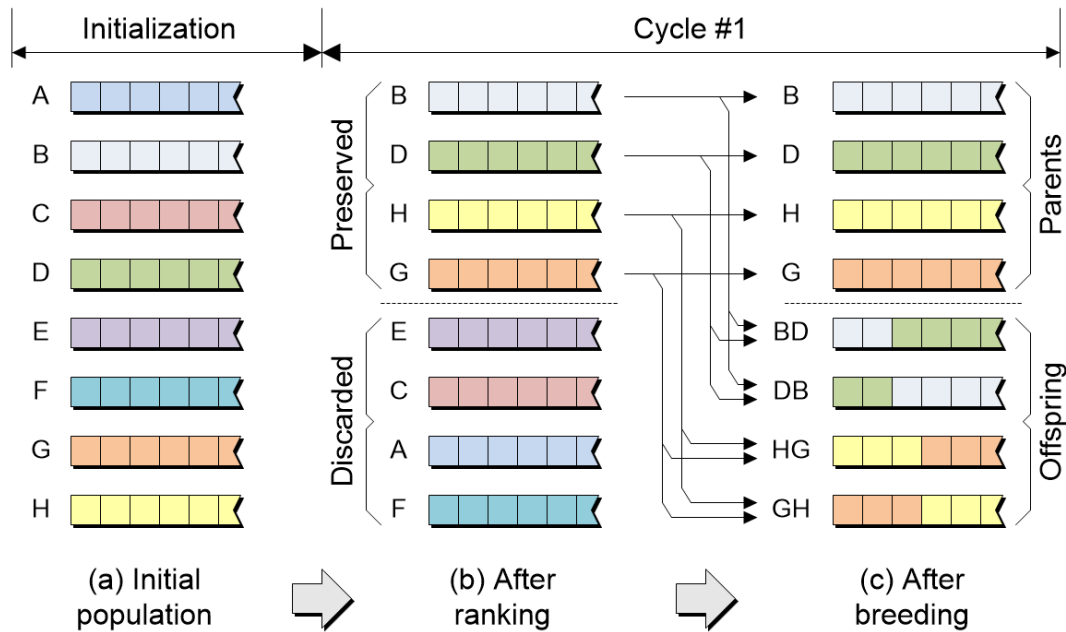 Initialization
Cycle #1
A
B
C
D
E
F
G
H
Preserved
Discarded
B
D
H
G
E
C
A
F
B
D
H
G
BD
DB
HG
GH
Parents
Offspring
(a) Initial
population
(b) After
ranking
(c) After
breeding